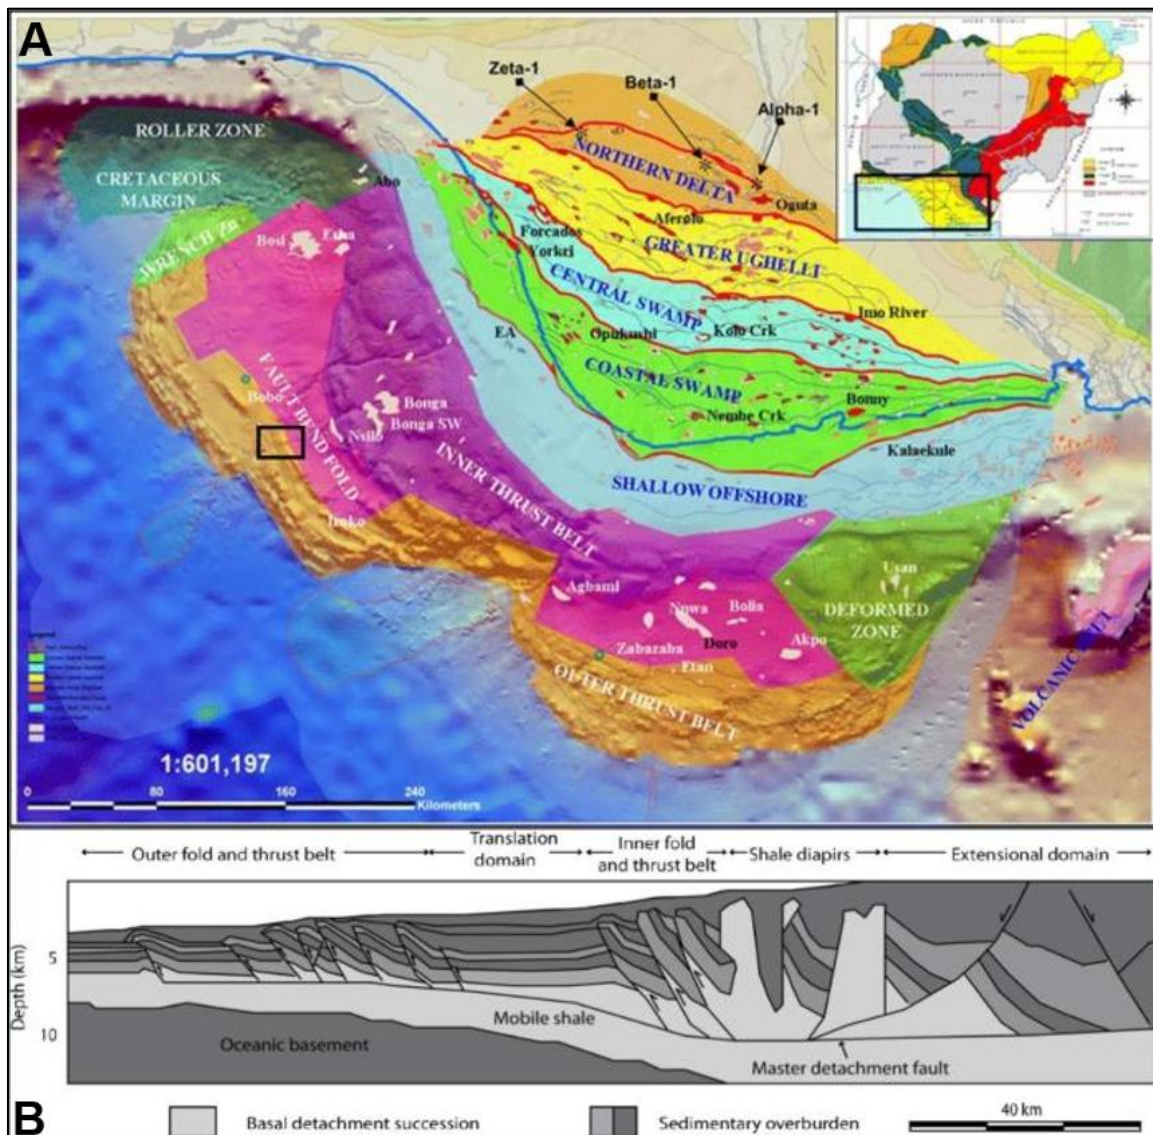 A
Zeta-1
Beta-1
Alpha-1
ROLLER ZONE
CRETACEOUS
MARGIN
WRENCH Zn
NORTHERN DELTA
Abo
Oguta
Aferolo
Forcados
Yorkri
GREATER UGHELLI
Bosi
Erha
CENTRAL SWAMP
Imo River
EA
Opukushi
Kolo Crk
COASTAL SWAMP
Bobo
FAULT BEND FOLD
Bonga
Bonga SW
Nsiko
Nembe Crk
Bonny
INNER THRUST BELT
Kalaekule
SHALLOW OFFSHORE
Iroko
Agbami
Usan
Nnwa
Bolia
DEFORMED
ZONE
Doro
Akpo
Zabazaba
Etan
OUTER THRUST BELT
VOLCANIC BELT
1:601,197
0 80 160 240
Kilometers
Outer fold and thrust belt
Translation
domain
Inner fold
and thrust belt
Shale diapirs
Extensional domain
Depth (km)
5
10
Mobile shale
Oceanic basement
Master detachment fault
B
Basal detachment succession
Sedimentary overburden
40 km